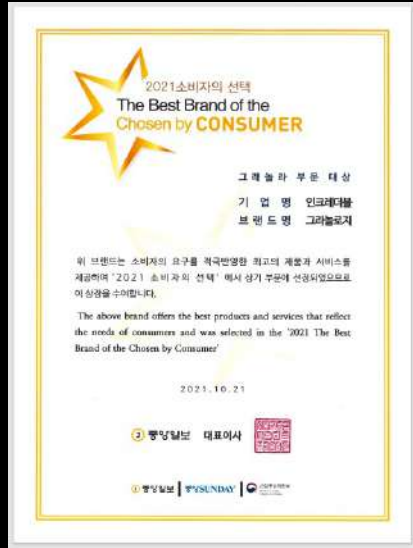 2021소비자의 선택
The Best Brand of the
Chosen by CONSUMER
그래놀라 부문 대상
기 업 명 인크레더블
브 랜 드 명 그라놀로지
위 브랜드는 소비자의 요구를 적극반영한 최고의 제품과 서비스를
제공하며 '2021 소비자의 선택' 에서 상기 부문에 선정되었으므로
이 상장을 수여합니다.
The above brand offers the best products and services that reflect
the needs of consumers and was selected in the '2021 The Best
Brand of the Chosen by Consumer'
2021.10.21
중앙일보 대표이사
중앙일보 중앙SUNDAY 산업통상자원부